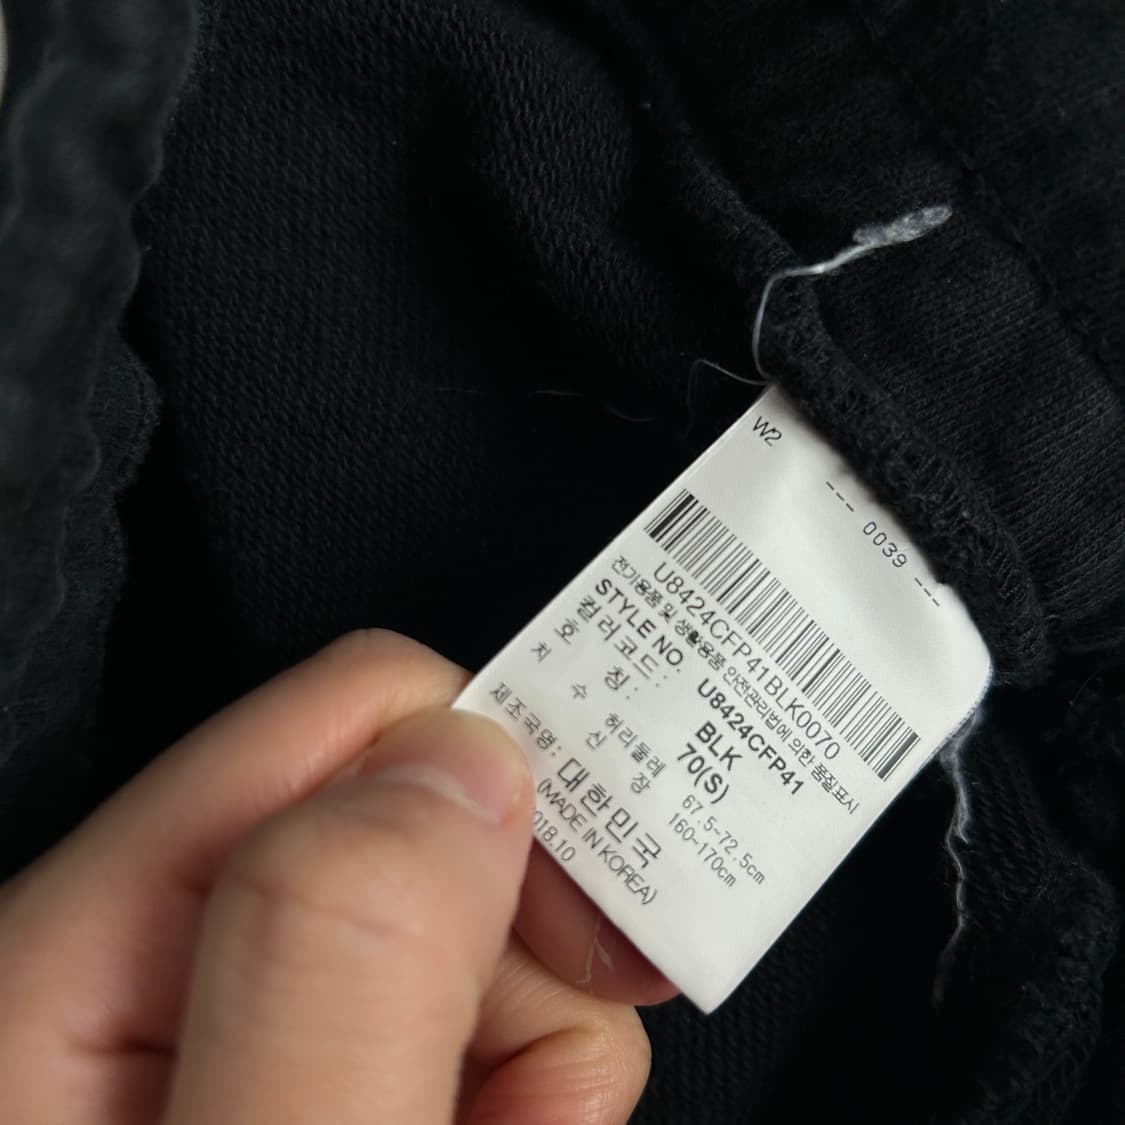 W2
--- 0039 ---
U8424CFP41BLK0070
전기용품 및 생활용품 안전관리법에 의한 품질표시
STYLE NO. U8424CFP41
컬러코드 : BLK
호 칭 : 70(S)
치 수 허리둘레 67.5~72.5cm
신 장 160~170cm
제조국명 : 대한민국
(MADE IN KOREA)
018.10